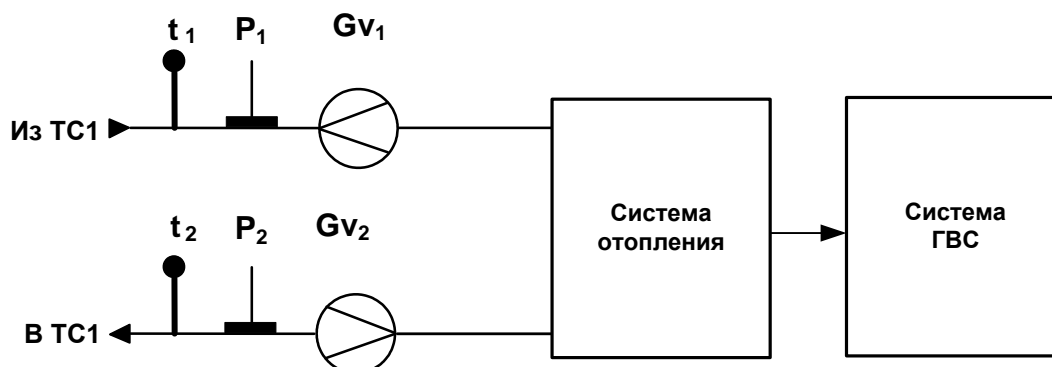 t 1 P1 Gv1
Из ТС1
Система
отопления
Система
ГВС
t 2 P2 Gv2
В ТС1